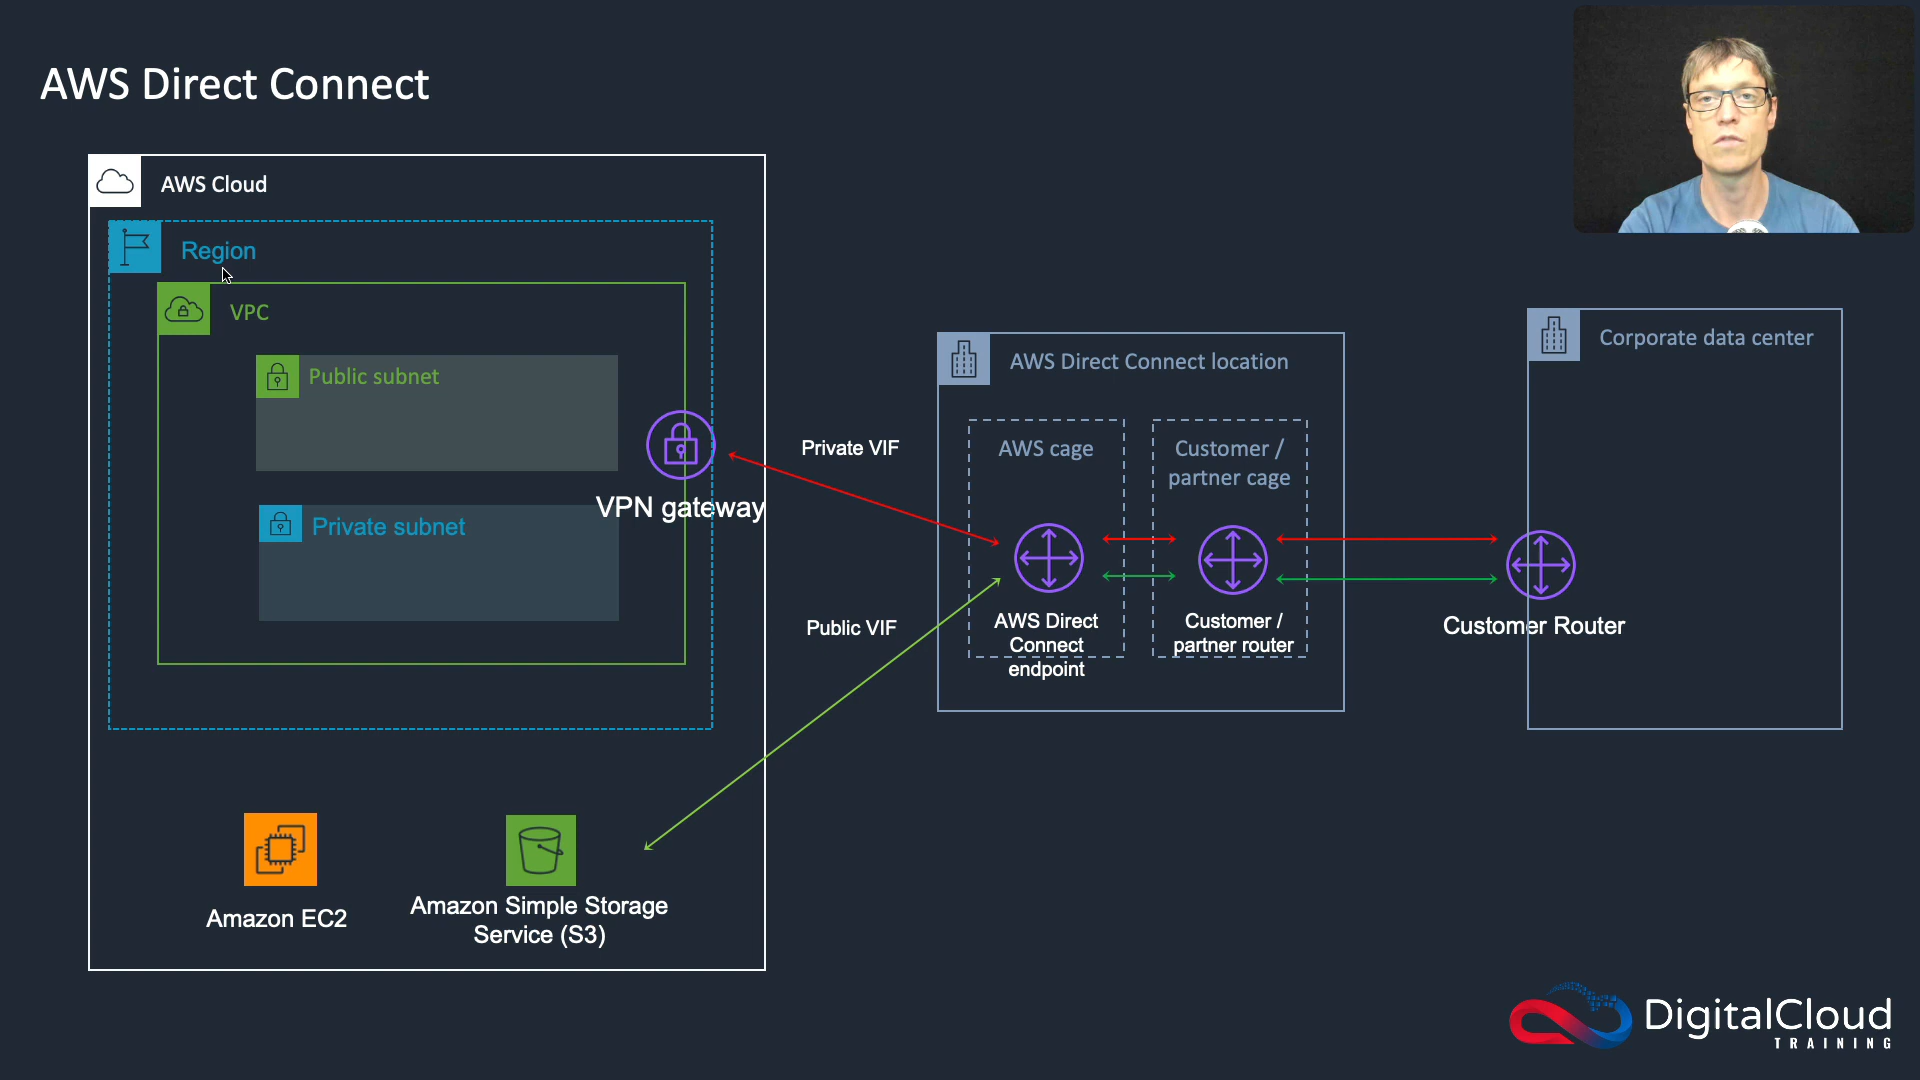 AWS Direct Connect
AWS Cloud
Region
VPC
Public subnet
VPN gateway
Private subnet
Amazon EC2
Amazon Simple Storage
Service (S3)
Private VIF
Public VIF
AWS Direct Connect location
AWS cage
AWS Direct
Connect
endpoint
Customer /
partner cage
Customer /
partner router
Corporate data center
Customer Router
DigitalCloud
TRAINING